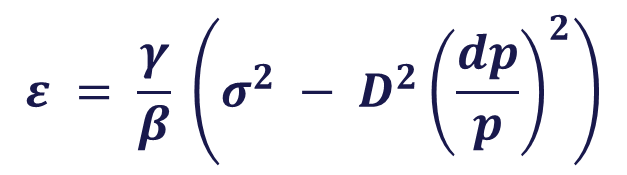 ε = γ/β (σ² − D² (dp/p)²)